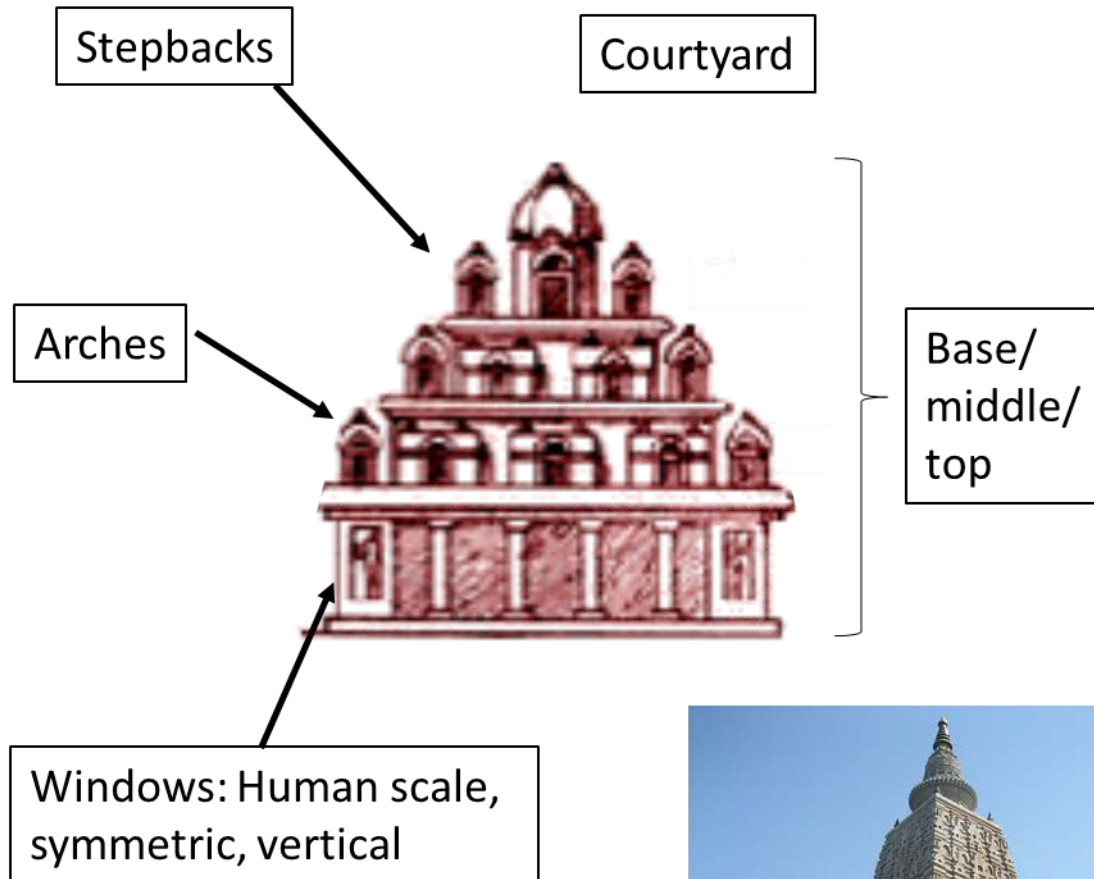 Stepbacks
Courtyard
Arches
Base/
middle/
top
Windows: Human scale,
symmetric, vertical